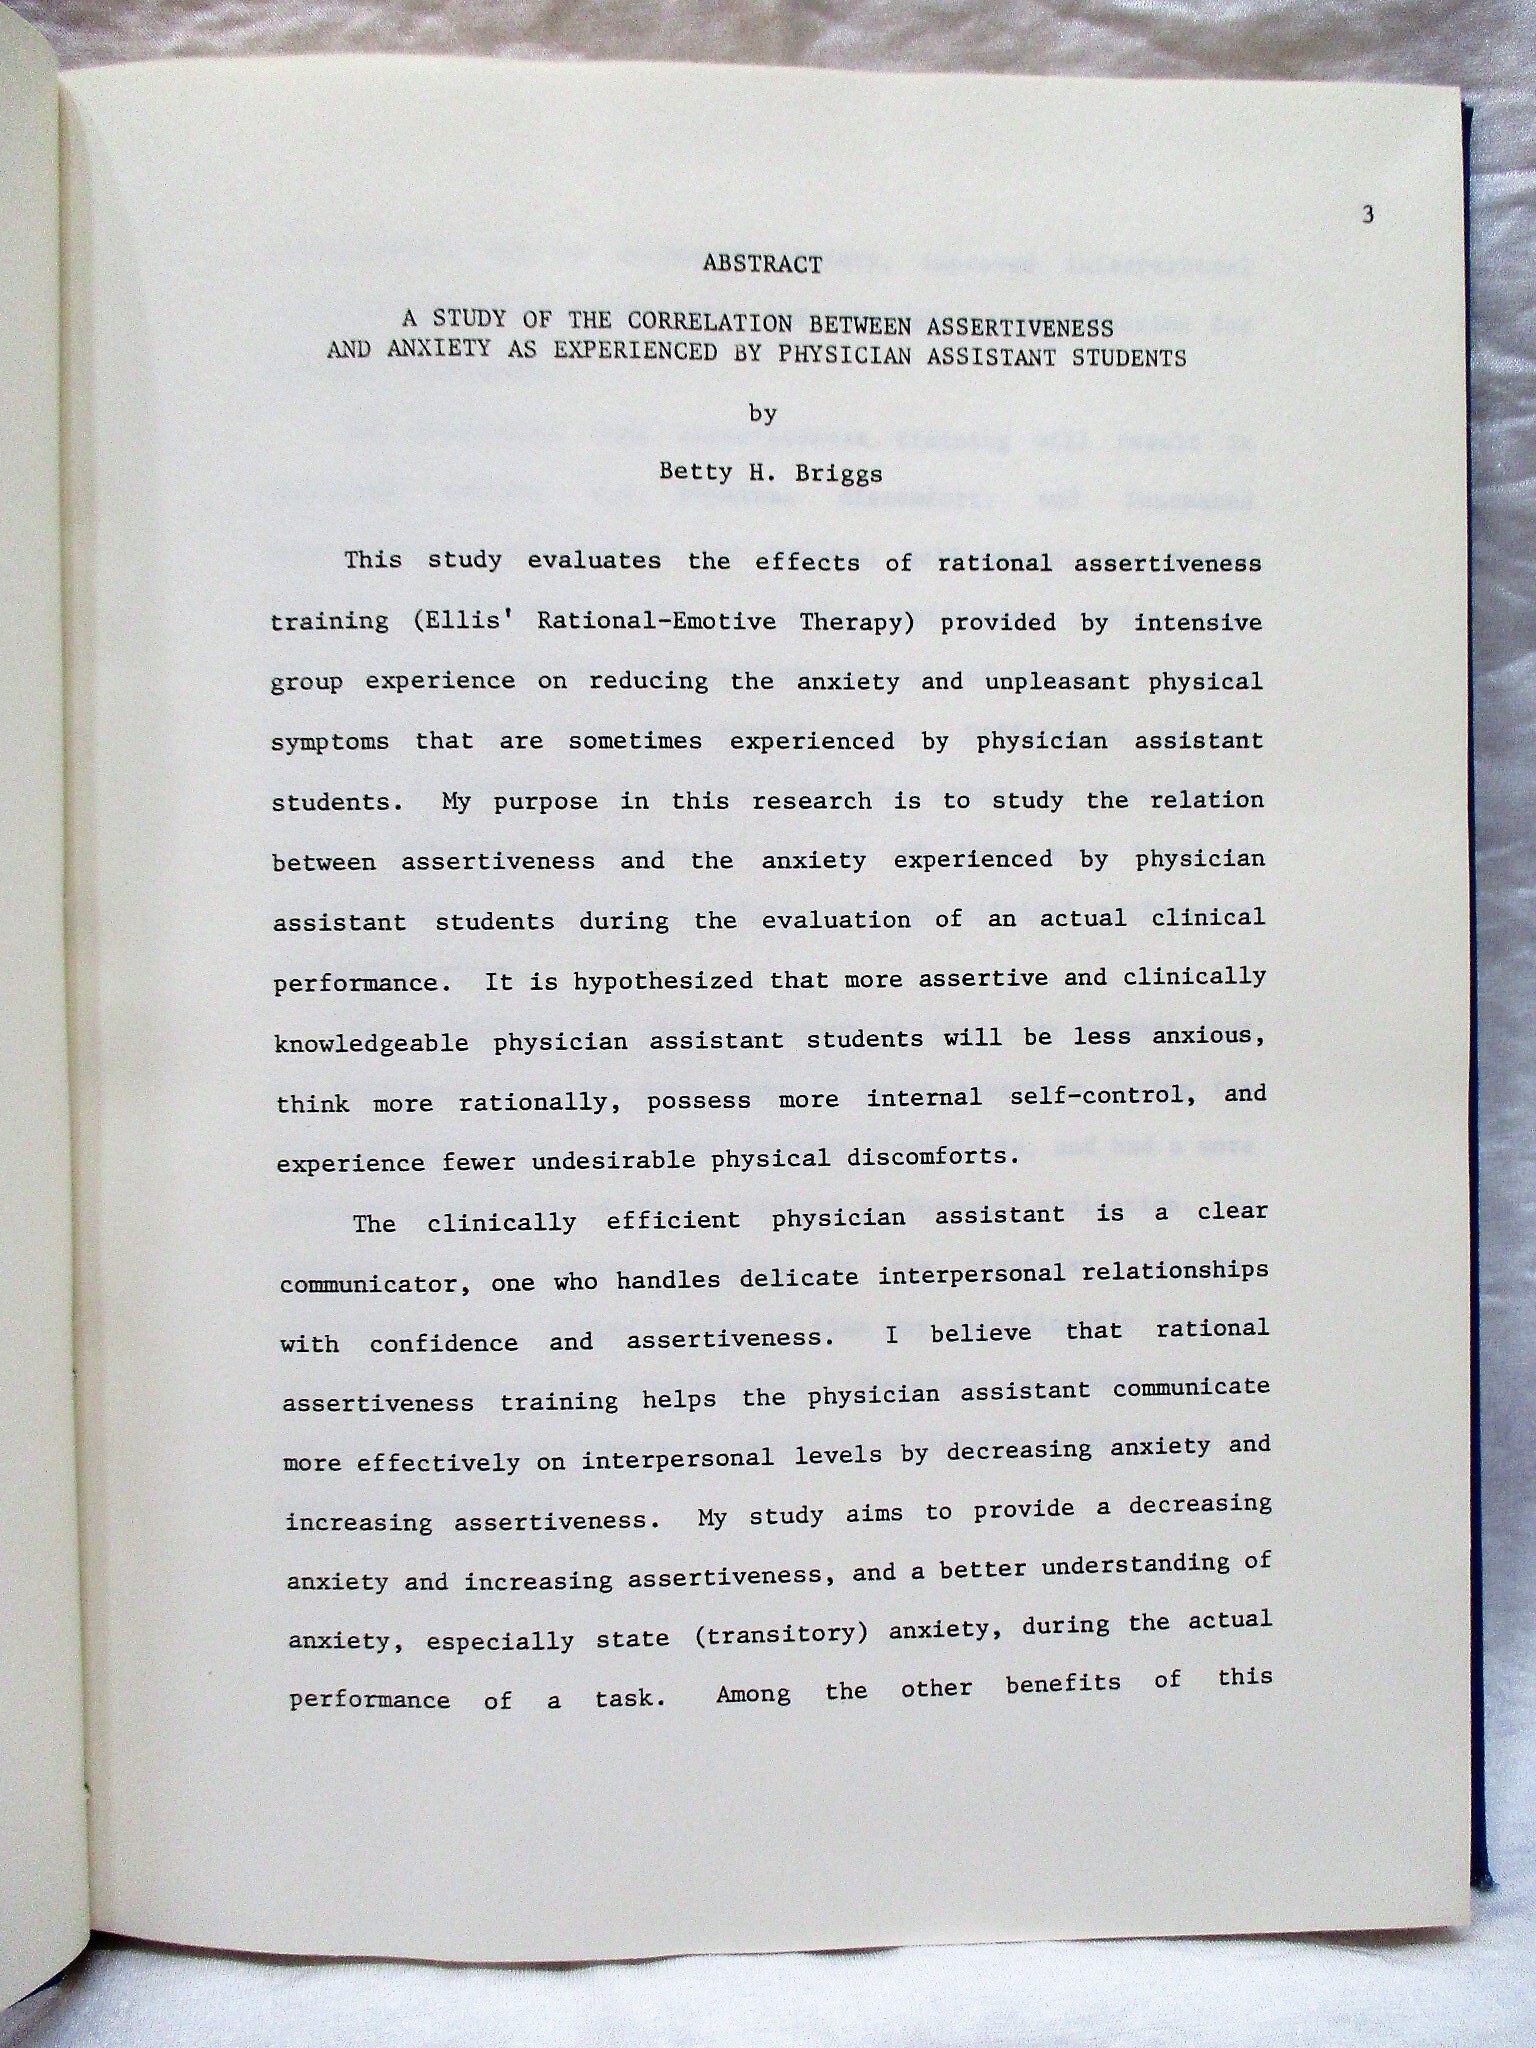 3
ABSTRACT
A STUDY OF THE CORRELATION BETWEEN ASSERTIVENESS
AND ANXIETY AS EXPERIENCED BY PHYSICIAN ASSISTANT STUDENTS
by
Betty H. Briggs
This study evaluates the effects of rational assertiveness
training (Ellis' Rational-Emotive Therapy) provided by intensive
group experience on reducing the anxiety and unpleasant physical
symptoms that are sometimes experienced by physician assistant
students. My purpose in this research is to study the relation
between assertiveness and the anxiety experienced by physician
assistant students during the evaluation of an actual clinical
performance. It is hypothesized that more assertive and clinically
knowledgeable physician assistant students will be less anxious,
think more rationally, possess more internal self-control, and
experience fewer undesirable physical discomforts.
The clinically efficient physician assistant is a clear
communicator, one who handles delicate interpersonal relationships
with confidence and assertiveness. I believe that rational
assertiveness training helps the physician assistant communicate
more effectively on interpersonal levels by decreasing anxiety and
increasing assertiveness. My study aims to provide a decreasing
anxiety and increasing assertiveness, and a better understanding of
anxiety, especially state (transitory) anxiety, during the actual
performance of a task. Among the other benefits of this